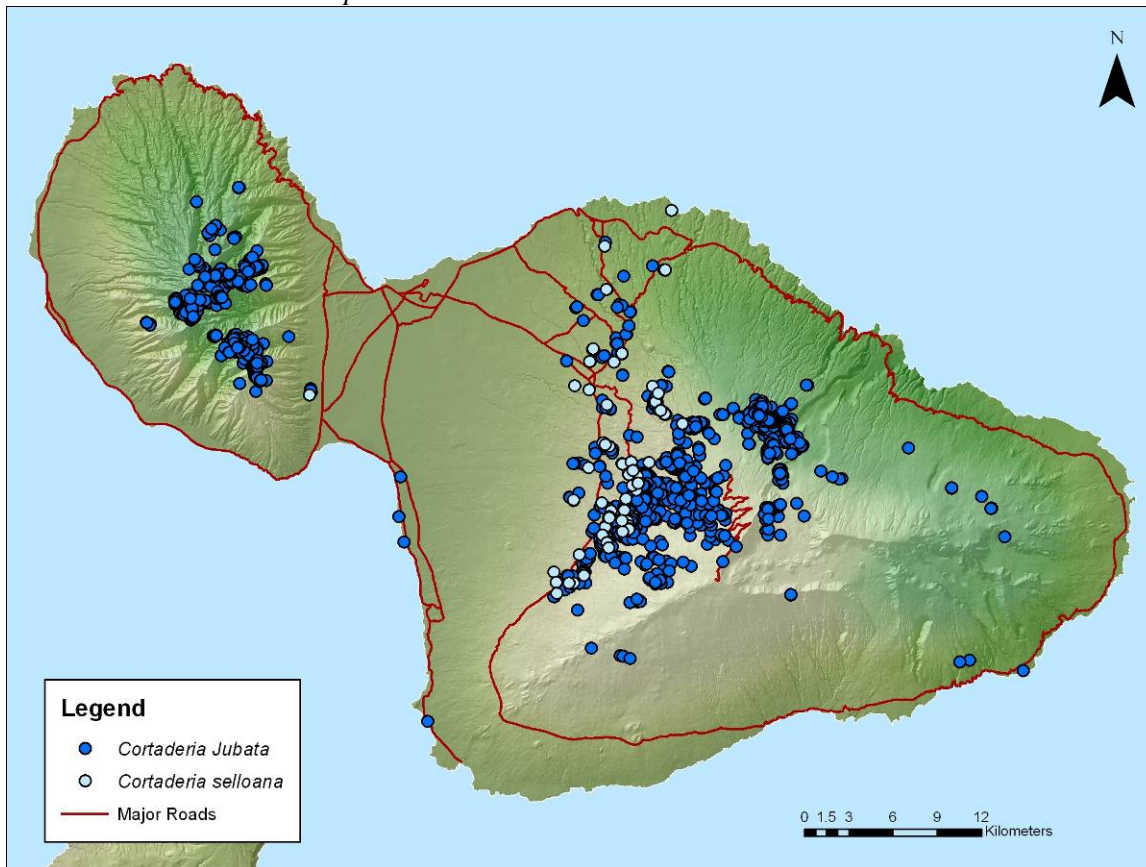 N
Legend
Cortaderia Jubata
Cortaderia selloana
Major Roads
0 1.5 3 6 9 12
Kilometers